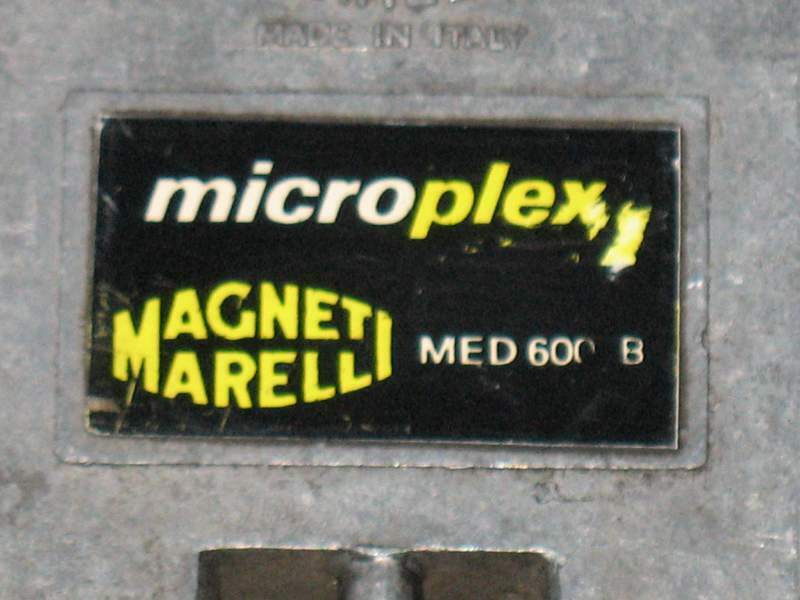 MADE IN ITALY
microplex
MAGNETI
MARELLI
MED 600 B